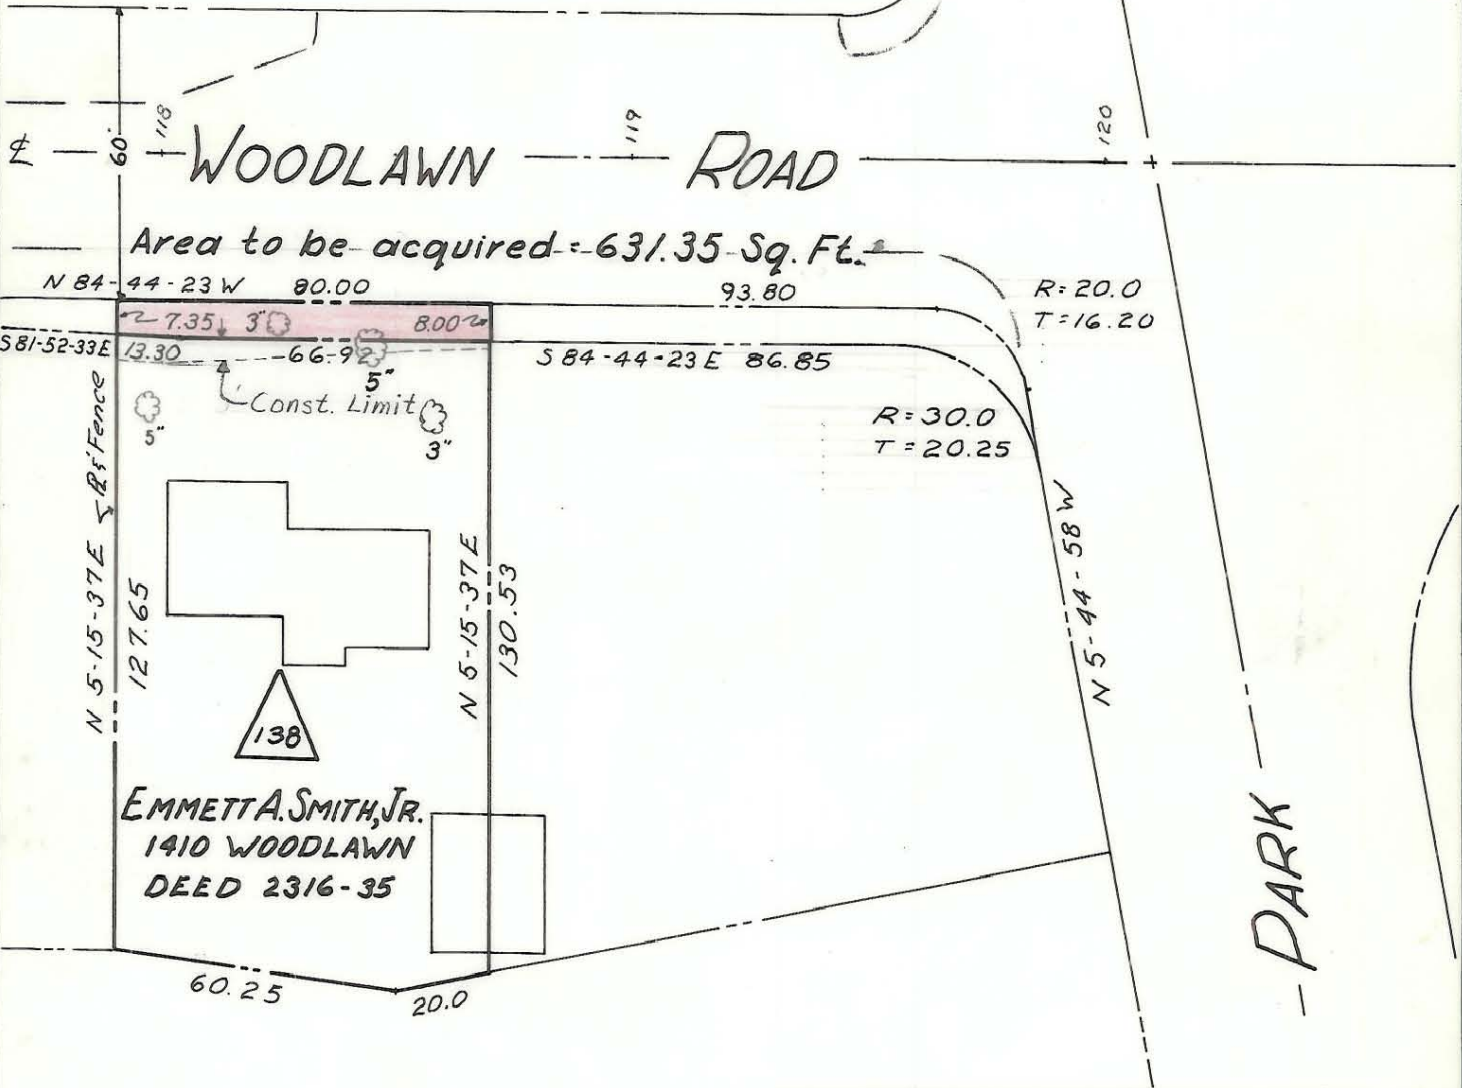 60'
118
119
120
℄
WOODLAWN ROAD
Area to be acquired = 631.35 Sq. Ft.±
N 84-44-23 W 80.00
93.80
R=20.0
T=16.20
7.35 3"
8.00
S81-52-33E 13.30
66-92
S 84-44-23 E 86.85
5"
Const. Limit
5"
3"
R=30.0
T=20.25
Fence
N 5-15-37 E
127.65
N 5-15-37 E
130.53
N 5-44-58 W
138
EMMETT A. SMITH, JR.
1410 WOODLAWN
DEED 2316-35
60.25
20.0
PARK